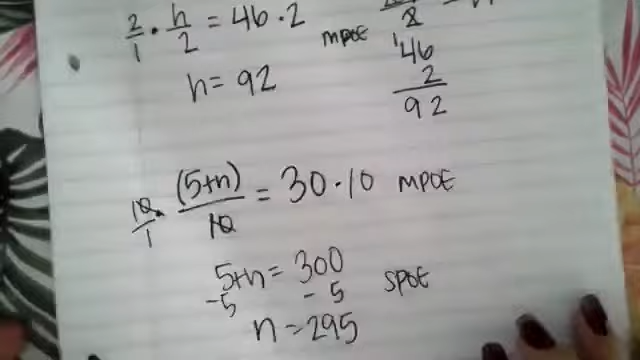 2/1 · h/2 = 46 · 2 mpoe
h = 92
2
46
2
92
10/1 · (5+n)/10 = 30 · 10 MPOE
5+n = 300
-5 - 5 SPOE
n = 295